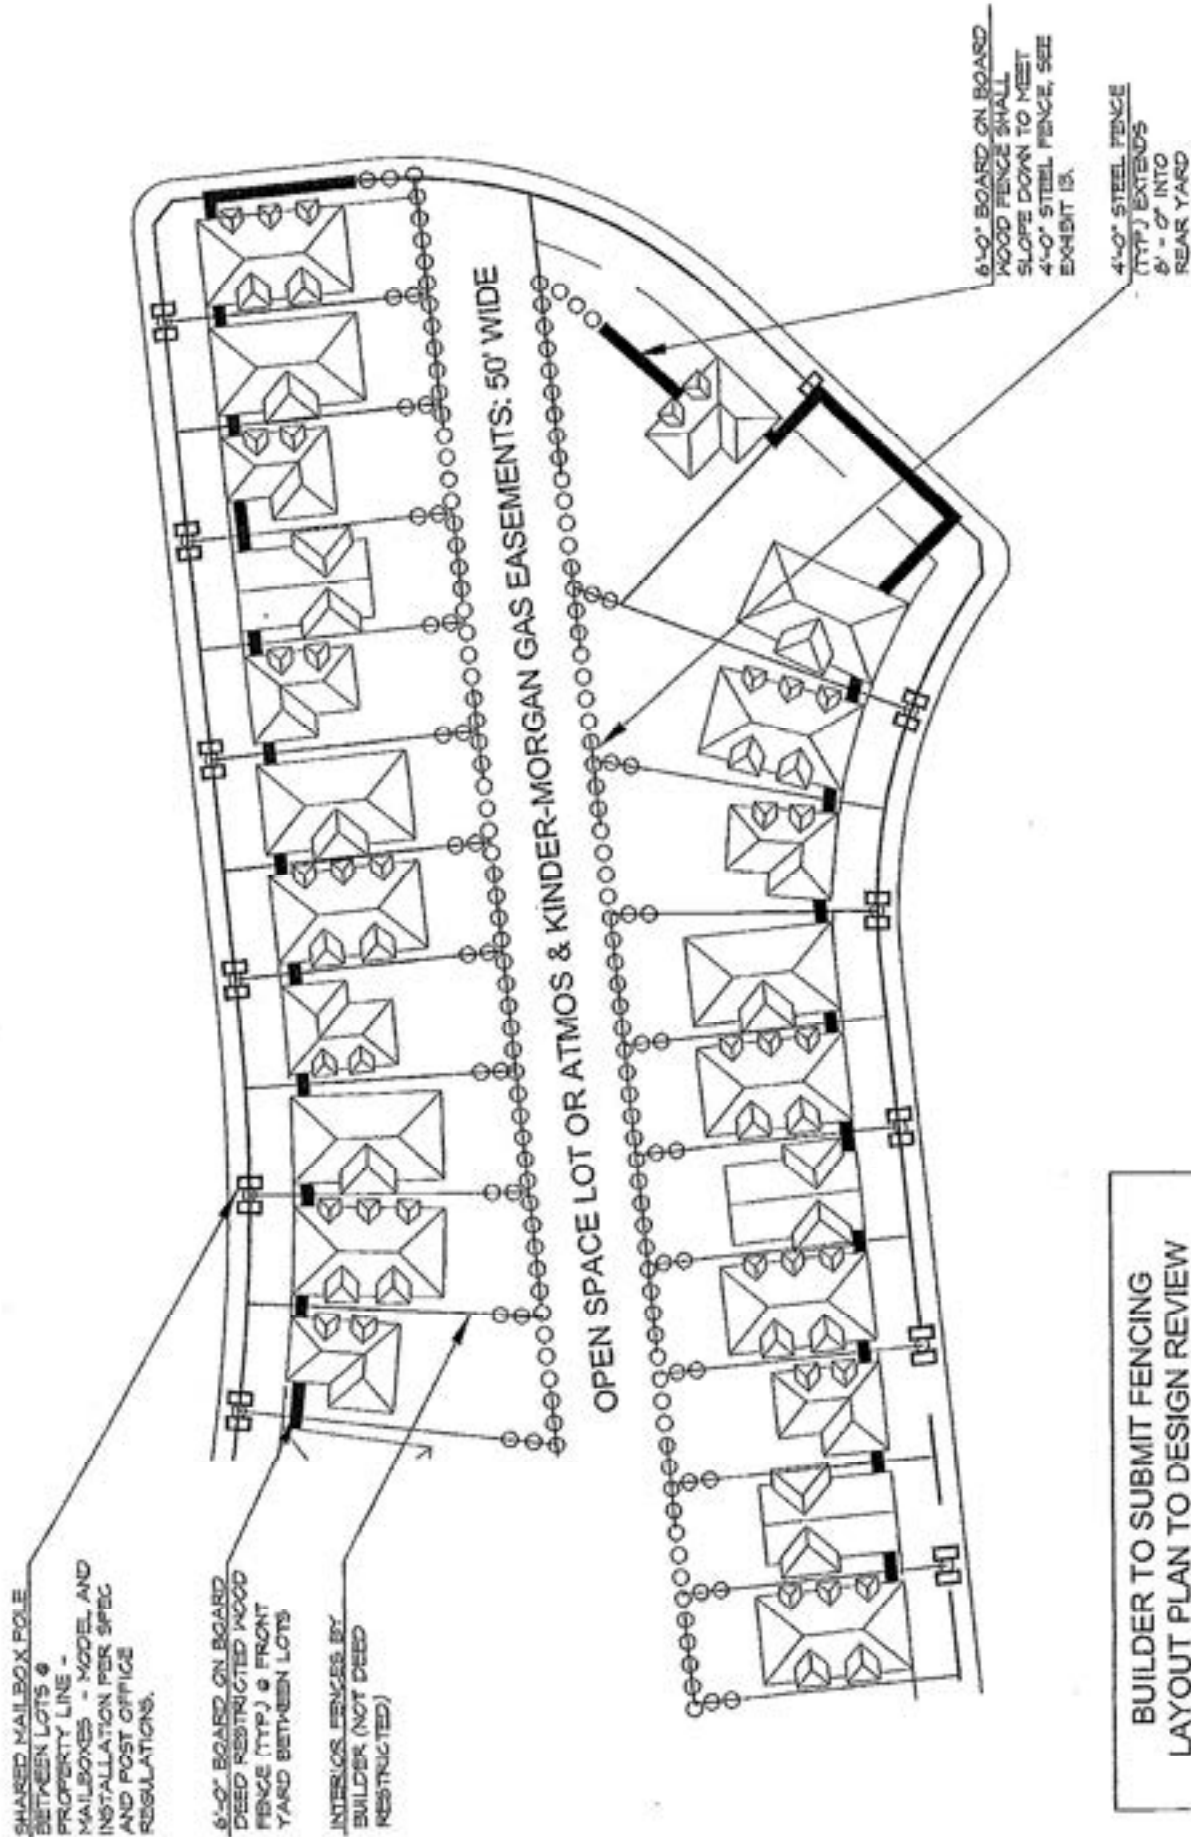 SHARED MAILBOX POLE
BETWEEN LOTS @
PROPERTY LINE -
MAILBOXES - MODEL, AND
INSTALLATION PER SPEC
AND POST OFFICE
REGULATIONS.
6'-0" BOARD ON BOARD
DEED RESTRICTED WOOD
FENCE (TYP.) @ FRONT
YARD BETWEEN LOTS
INTERIOR FENCES BY
BUILDER (NOT DEED
RESTRICTED)
OPEN SPACE LOT OR ATMOS & KINDER-MORGAN GAS EASEMENTS: 50' WIDE
6'-0" BOARD ON BOARD
WOOD FENCE SHALL
SLOPE DOWN TO MEET
4'-0" STEEL FENCE, SEE
EXHIBIT 13.
4'-0" STEEL FENCE
(TYP.) EXTENDS
8' - 0" INTO
REAR YARD
BUILDER TO SUBMIT FENCING
LAYOUT PLAN TO DESIGN REVIEW